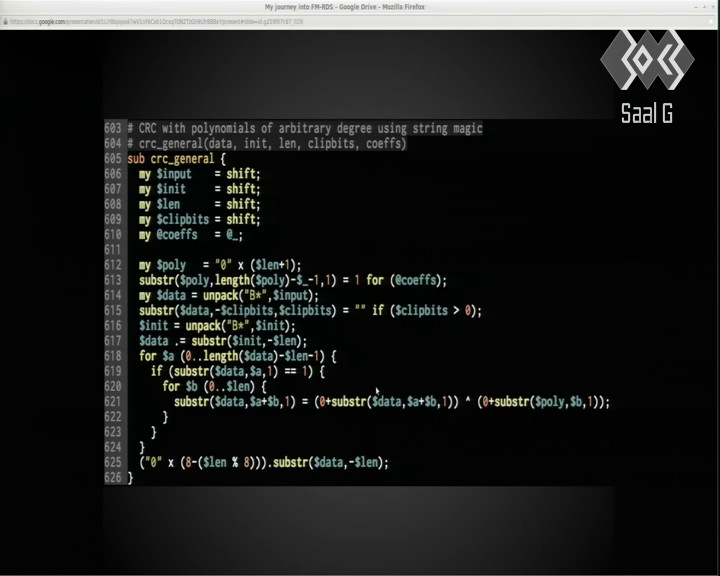 My journey into FM-RDS - Google Drive - Mozilla Firefox
Saal G
603 # CRC with polynomials of arbitrary degree using string magic
604 # crc_general(data, init, len, clipbits, coeffs)
605 sub crc_general {
606 my $input = shift;
607 my $init = shift;
608 my $len = shift;
609 my $clipbits = shift;
610 my @coeffs = @_;
611
612 my $poly = "0" x ($len+1);
613 substr($poly,length($poly)-$_-1,1) = 1 for (@coeffs);
614 my $data = unpack("B*",$input);
615 substr($data,-$clipbits,$clipbits) = "" if ($clipbits > 0);
616 $init = unpack("B*",$init);
617 $data .= substr($init,-$len);
618 for $a (0..length($data)-$len-1) {
619 if (substr($data,$a,1) == 1) {
620 for $b (0..$len) {
621 substr($data,$a+$b,1) = (0+substr($data,$a+$b,1)) ^ (0+substr($poly,$b,1));
622 }
623 }
624 }
625 ("0" x (8-($len % 8))).substr($data,-$len);
626 }